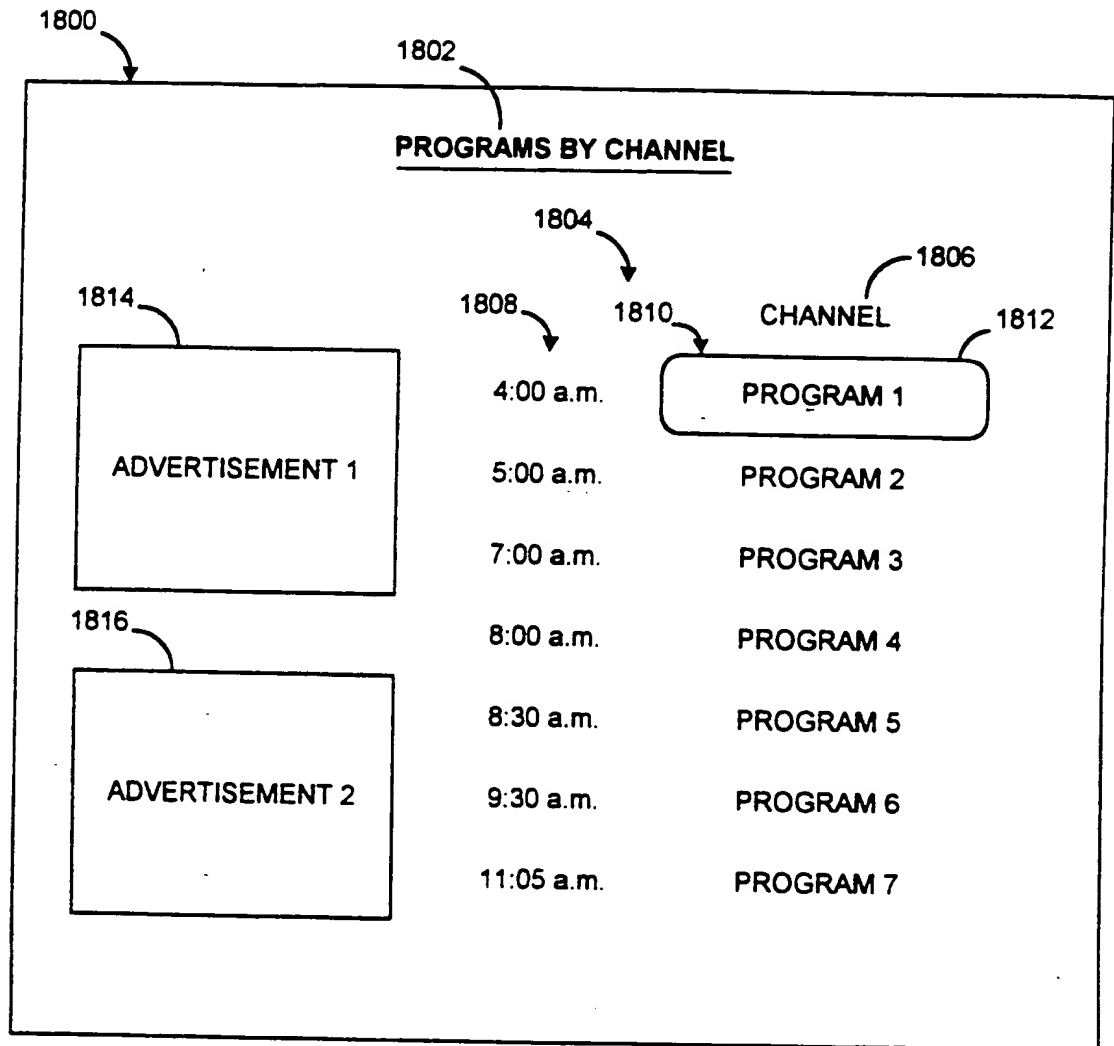 1800
1802
PROGRAMS BY CHANNEL
1804
1806
1814
1808
1810
CHANNEL
1812
4:00 a.m.
PROGRAM 1
ADVERTISEMENT 1
5:00 a.m.
PROGRAM 2
7:00 a.m.
PROGRAM 3
1816
8:00 a.m.
PROGRAM 4
8:30 a.m.
PROGRAM 5
ADVERTISEMENT 2
9:30 a.m.
PROGRAM 6
11:05 a.m.
PROGRAM 7